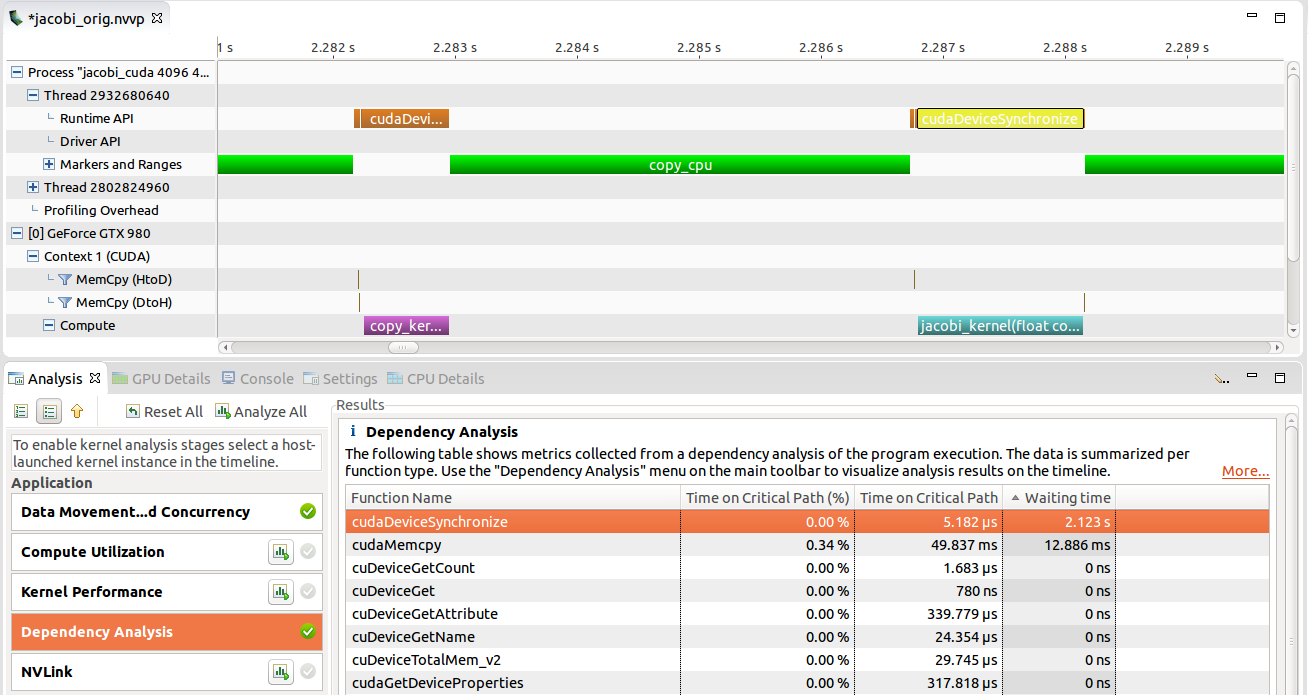 *jacobi_orig.nvvp
1 s 2.282 s 2.283 s 2.284 s 2.285 s 2.286 s 2.287 s 2.288 s 2.289 s
Process "jacobi_cuda 4096 4...
Thread 2932680640
Runtime API cudaDevi... cudaDeviceSynchronize
Driver API
Markers and Ranges copy_cpu
Thread 2802824960
Profiling Overhead
[0] GeForce GTX 980
Context 1 (CUDA)
MemCpy (HtoD)
MemCpy (DtoH)
Compute copy_ker... jacobi_kernel(float co...
Analysis GPU Details Console Settings CPU Details
Reset All Analyze All
To enable kernel analysis stages select a host-
launched kernel instance in the timeline.
Application
Data Movement...d Concurrency
Compute Utilization
Kernel Performance
Dependency Analysis
NVLink
Results
i Dependency Analysis
The following table shows metrics collected from a dependency analysis of the program execution. The data is summarized per
function type. Use the "Dependency Analysis" menu on the main toolbar to visualize analysis results on the timeline.
More...
Function Name Time on Critical Path (%) Time on Critical Path Waiting time
cudaDeviceSynchronize 0.00 % 5.182 µs 2.123 s
cudaMemcpy 0.34 % 49.837 ms 12.886 ms
cuDeviceGetCount 0.00 % 1.683 µs 0 ns
cuDeviceGet 0.00 % 780 ns 0 ns
cuDeviceGetAttribute 0.00 % 339.779 µs 0 ns
cuDeviceGetName 0.00 % 24.354 µs 0 ns
cuDeviceTotalMem_v2 0.00 % 29.745 µs 0 ns
cudaGetDeviceProperties 0.00 % 317.818 µs 0 ns